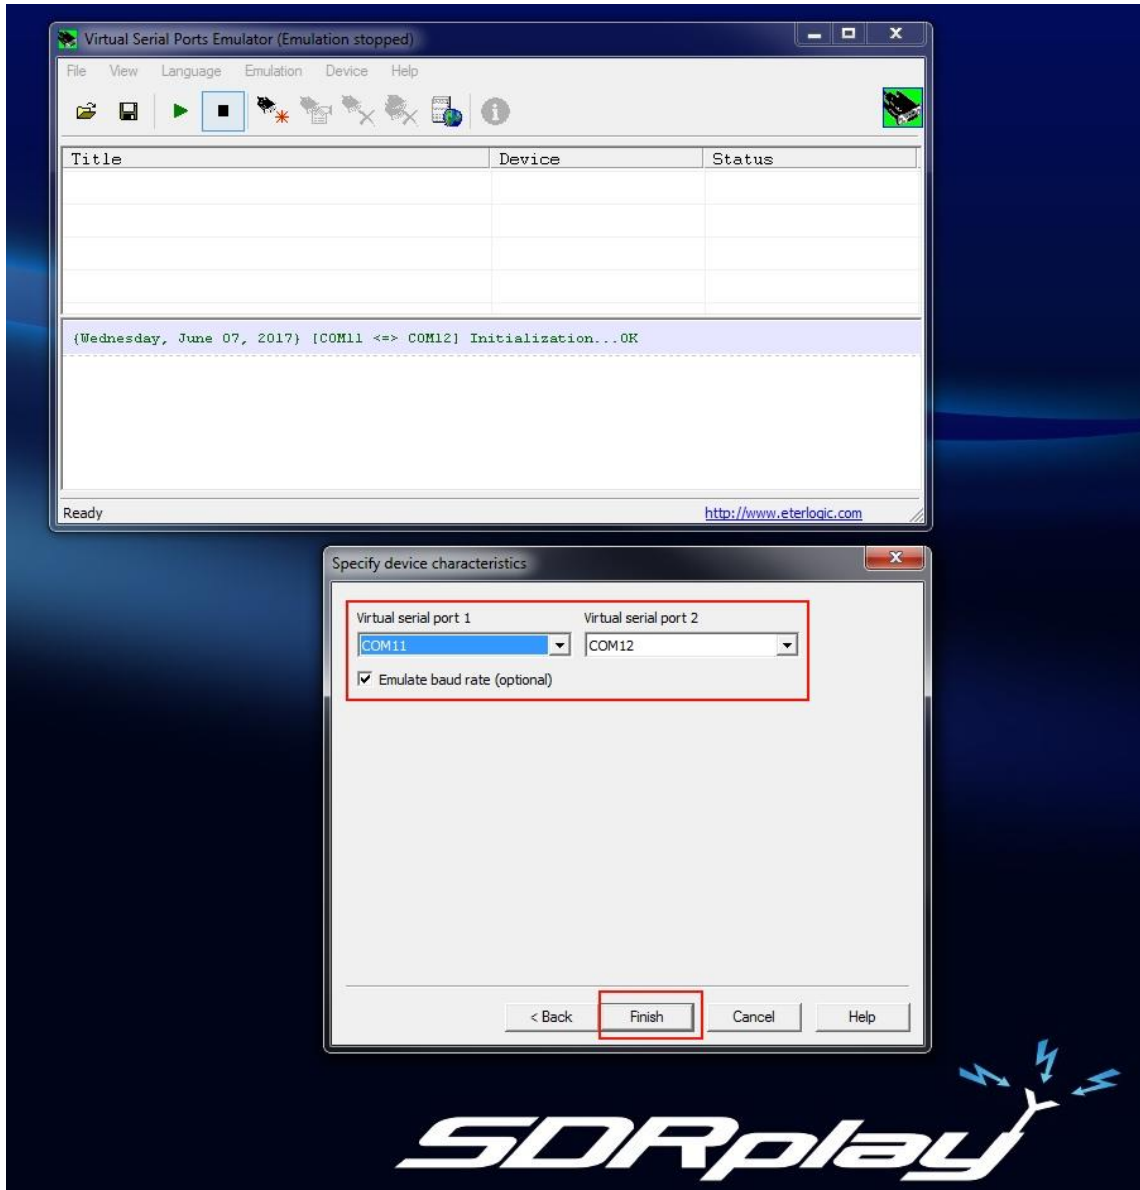 Virtual Serial Ports Emulator (Emulation stopped)
File View Language Emulation Device Help
Title Device Status
{Wednesday, June 07, 2017} [COM11 <=> COM12] Initialization...OK
Ready http://www.eterlogic.com
Specify device characteristics
Virtual serial port 1 Virtual serial port 2
COM11 COM12
Emulate baud rate (optional)
< Back Finish Cancel Help
SDRplay